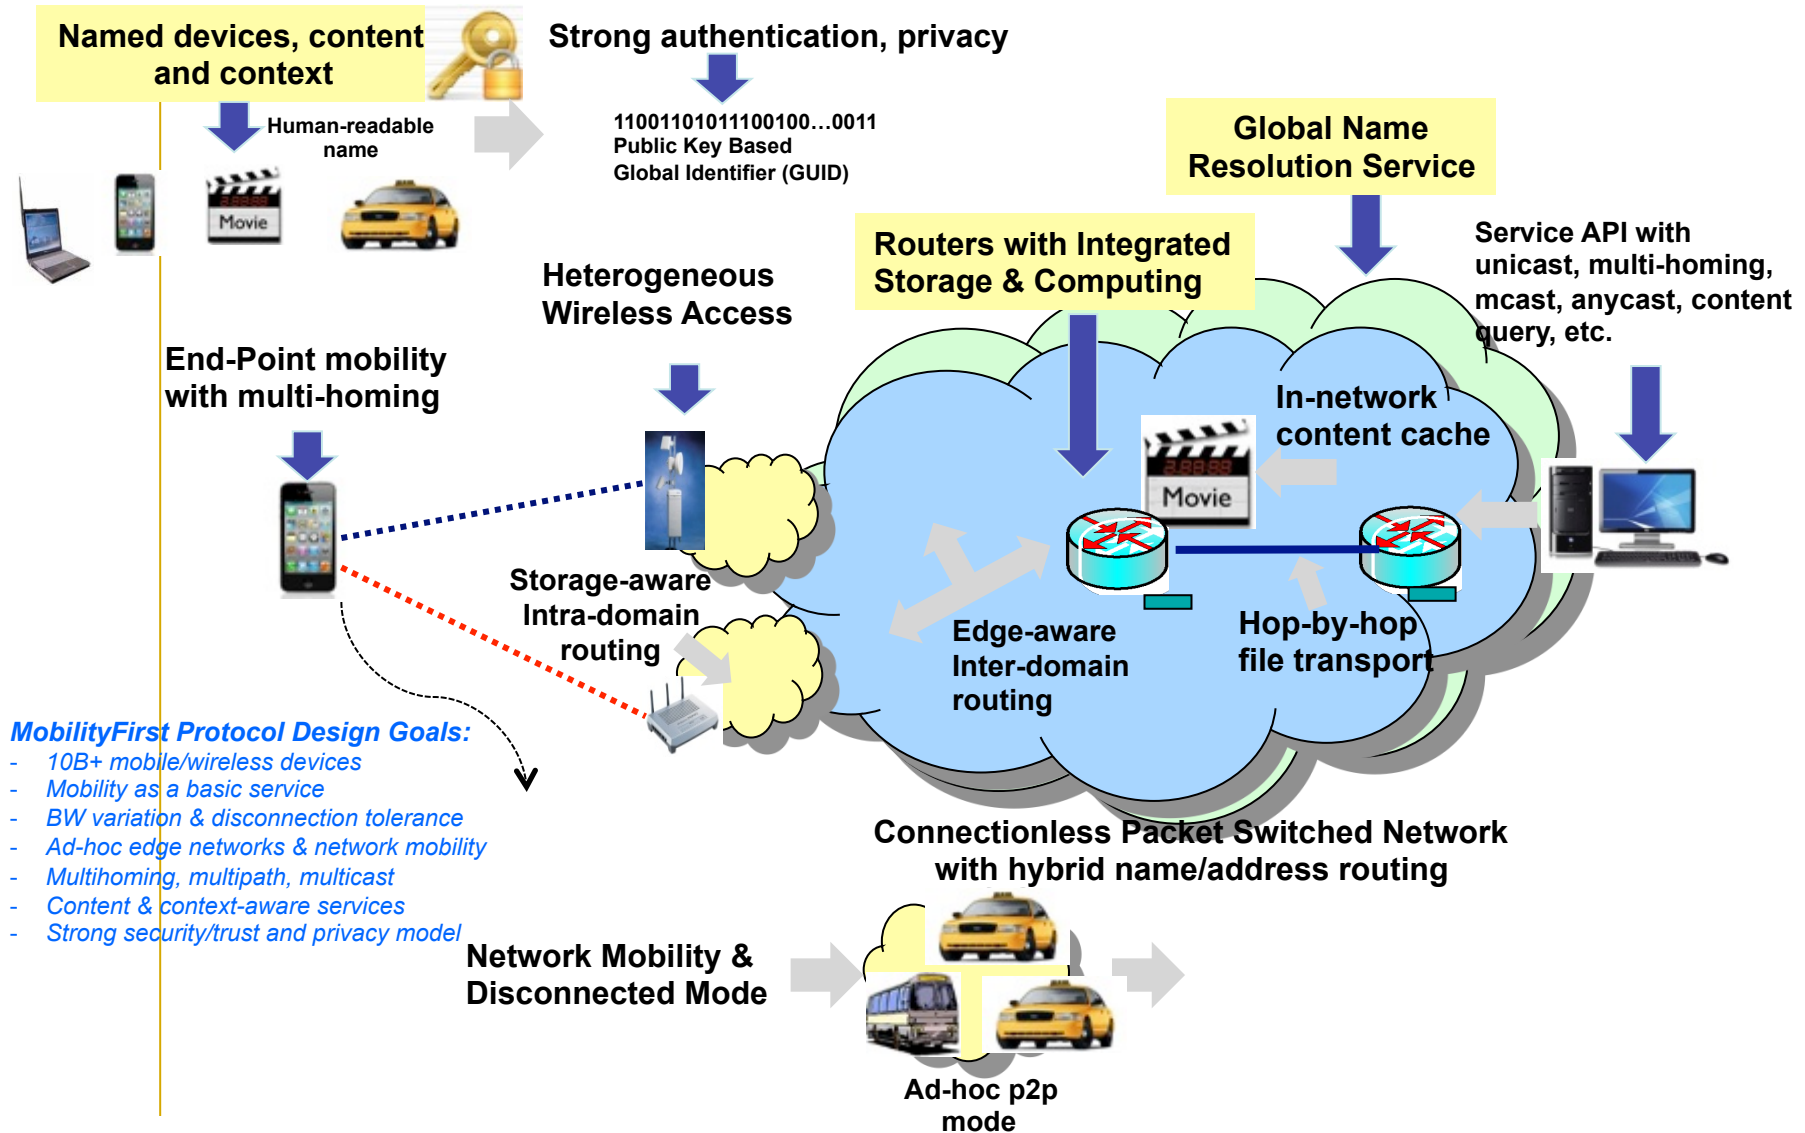 Named devices, content
and context
Strong authentication, privacy
Human-readable
name
11001101011100100...0011
Public Key Based
Global Identifier (GUID)
Global Name
Resolution Service
Movie
Routers with Integrated
Storage & Computing
Service API with
unicast, multi-homing,
mcast, anycast, content
query, etc.
Heterogeneous
Wireless Access
End-Point mobility
with multi-homing
In-network
content cache
Movie
Storage-aware
Intra-domain
routing
Edge-aware
Inter-domain
routing
Hop-by-hop
file transport
MobilityFirst Protocol Design Goals:
- 10B+ mobile/wireless devices
- Mobility as a basic service
- BW variation & disconnection tolerance
- Ad-hoc edge networks & network mobility
- Multihoming, multipath, multicast
- Content & context-aware services
- Strong security/trust and privacy model
Connectionless Packet Switched Network
with hybrid name/address routing
Network Mobility &
Disconnected Mode
Ad-hoc p2p
mode